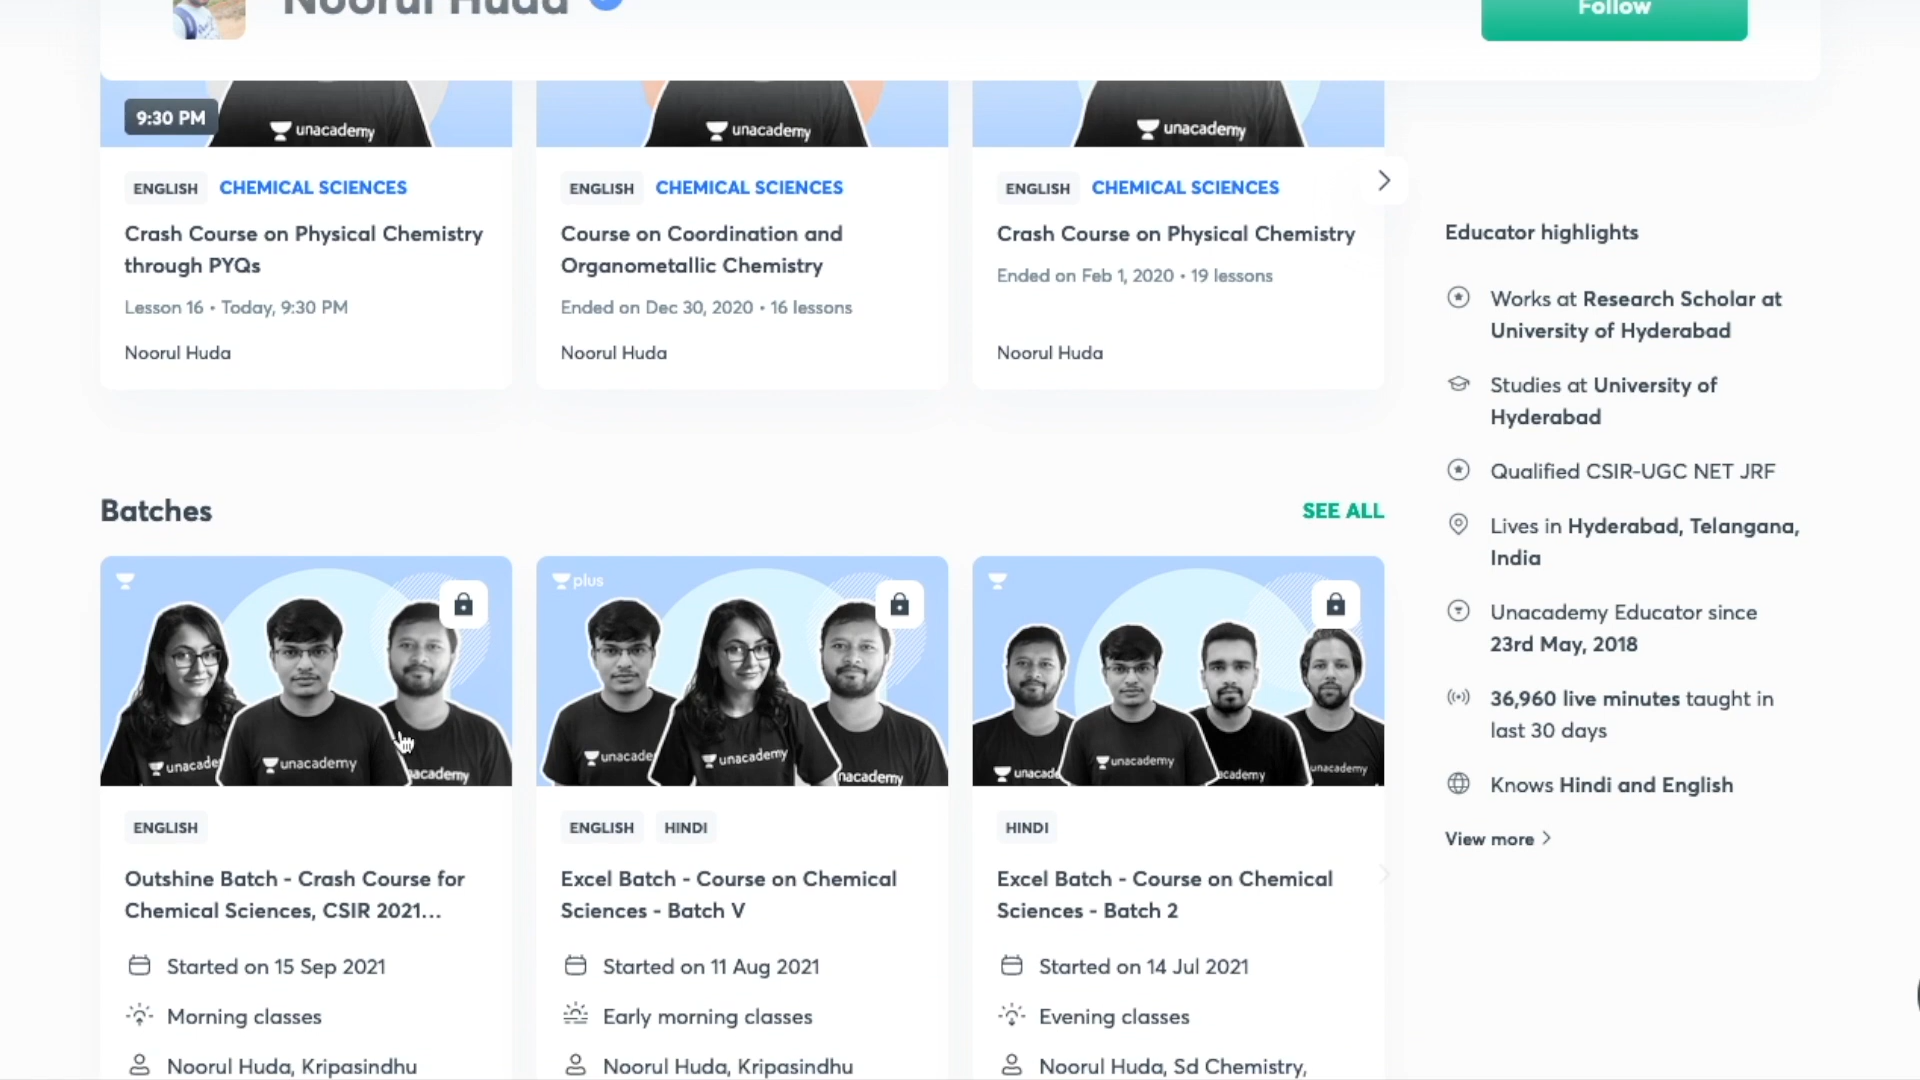 Noorul Huda
Follow
9:30 PM
unacademy
unacademy
unacademy
ENGLISH CHEMICAL SCIENCES
Crash Course on Physical Chemistry
through PYQs
Lesson 16 • Today, 9:30 PM
Noorul Huda
ENGLISH CHEMICAL SCIENCES
Course on Coordination and
Organometallic Chemistry
Ended on Dec 30, 2020 • 16 lessons
Noorul Huda
ENGLISH CHEMICAL SCIENCES
Crash Course on Physical Chemistry
Ended on Feb 1, 2020 • 19 lessons
Noorul Huda
Educator highlights
Works at Research Scholar at
University of Hyderabad
Studies at University of
Hyderabad
Qualified CSIR-UGC NET JRF
Lives in Hyderabad, Telangana,
India
Unacademy Educator since
23rd May, 2018
36,960 live minutes taught in
last 30 days
Knows Hindi and English
View more
Batches
SEE ALL
unacade
unacademy
academy
ENGLISH
Outshine Batch - Crash Course for
Chemical Sciences, CSIR 2021...
Started on 15 Sep 2021
Morning classes
Noorul Huda, Kripasindhu
plus
unacade
unacademy
nacademy
ENGLISH HINDI
Excel Batch - Course on Chemical
Sciences - Batch V
Started on 11 Aug 2021
Early morning classes
Noorul Huda, Kripasindhu
unacad
unacademy
academy
unacademy
HINDI
Excel Batch - Course on Chemical
Sciences - Batch 2
Started on 14 Jul 2021
Evening classes
Noorul Huda, Sd Chemistry,